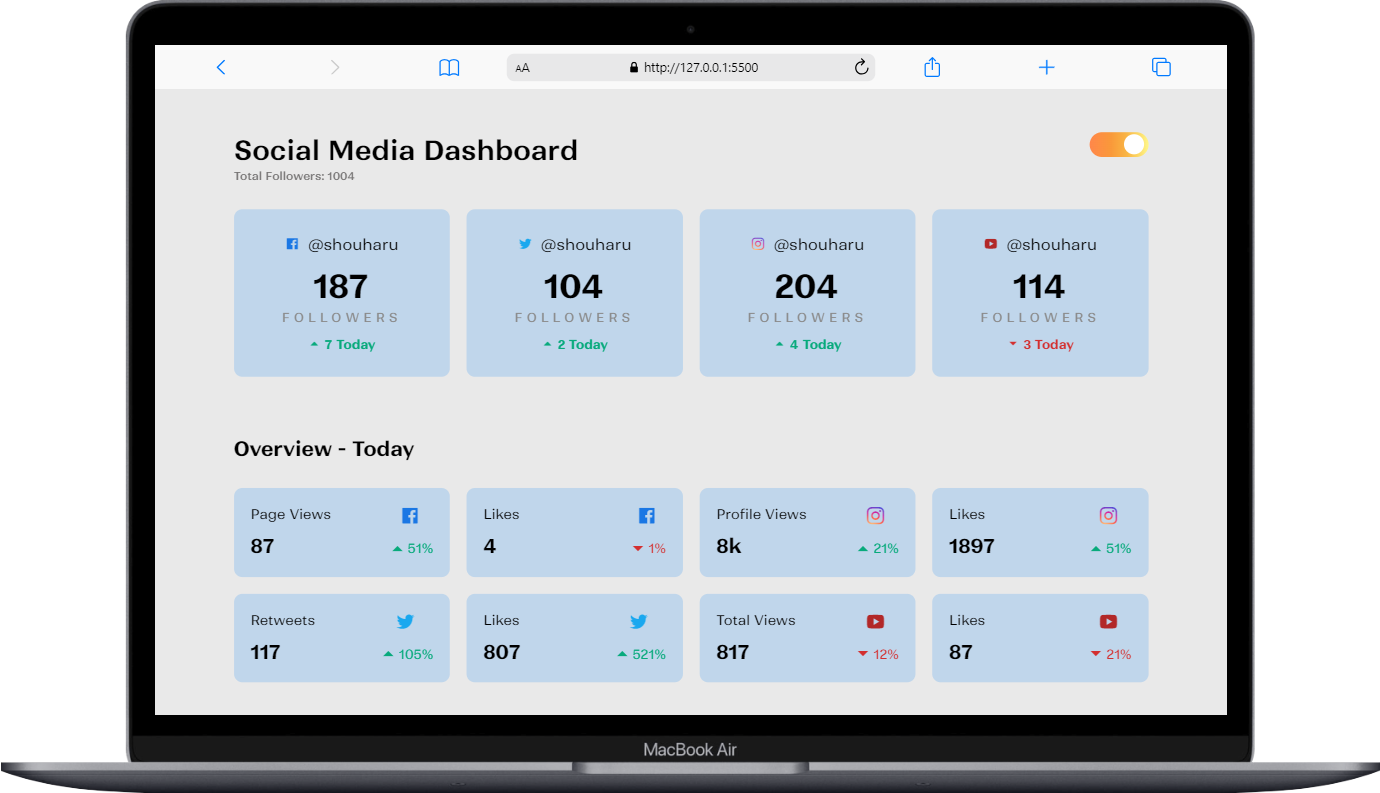 AA http://127.0.0.1:5500
Social Media Dashboard
Total Followers: 1004
@shouharu @shouharu @shouharu @shouharu
187 104 204 114
FOLLOWERS FOLLOWERS FOLLOWERS FOLLOWERS
7 Today 2 Today 4 Today 3 Today
Overview - Today
Page Views Likes Profile Views Likes
87 51% 4 1% 8k 21% 1897 51%
Retweets Likes Total Views Likes
117 105% 807 521% 817 12% 87 21%
MacBook Air